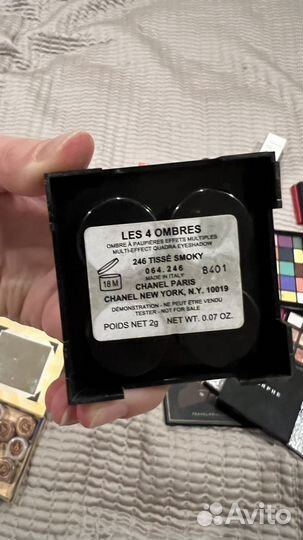 LES 4 OMBRES
OMBRE À PAUPIÈRES EFFETS MULTIPLES
MULTI-EFFECT QUADRA EYESHADOW
246 TISSÉ SMOKY
064.246
8401
MADE IN ITALY
18 M
CHANEL PARIS
CHANEL NEW YORK, N.Y. 10019
DÉMONSTRATION - NE PEUT ÊTRE VENDU
TESTER - NOT FOR SALE
POIDS NET 2g NET WT. 0.07 OZ.
Avito